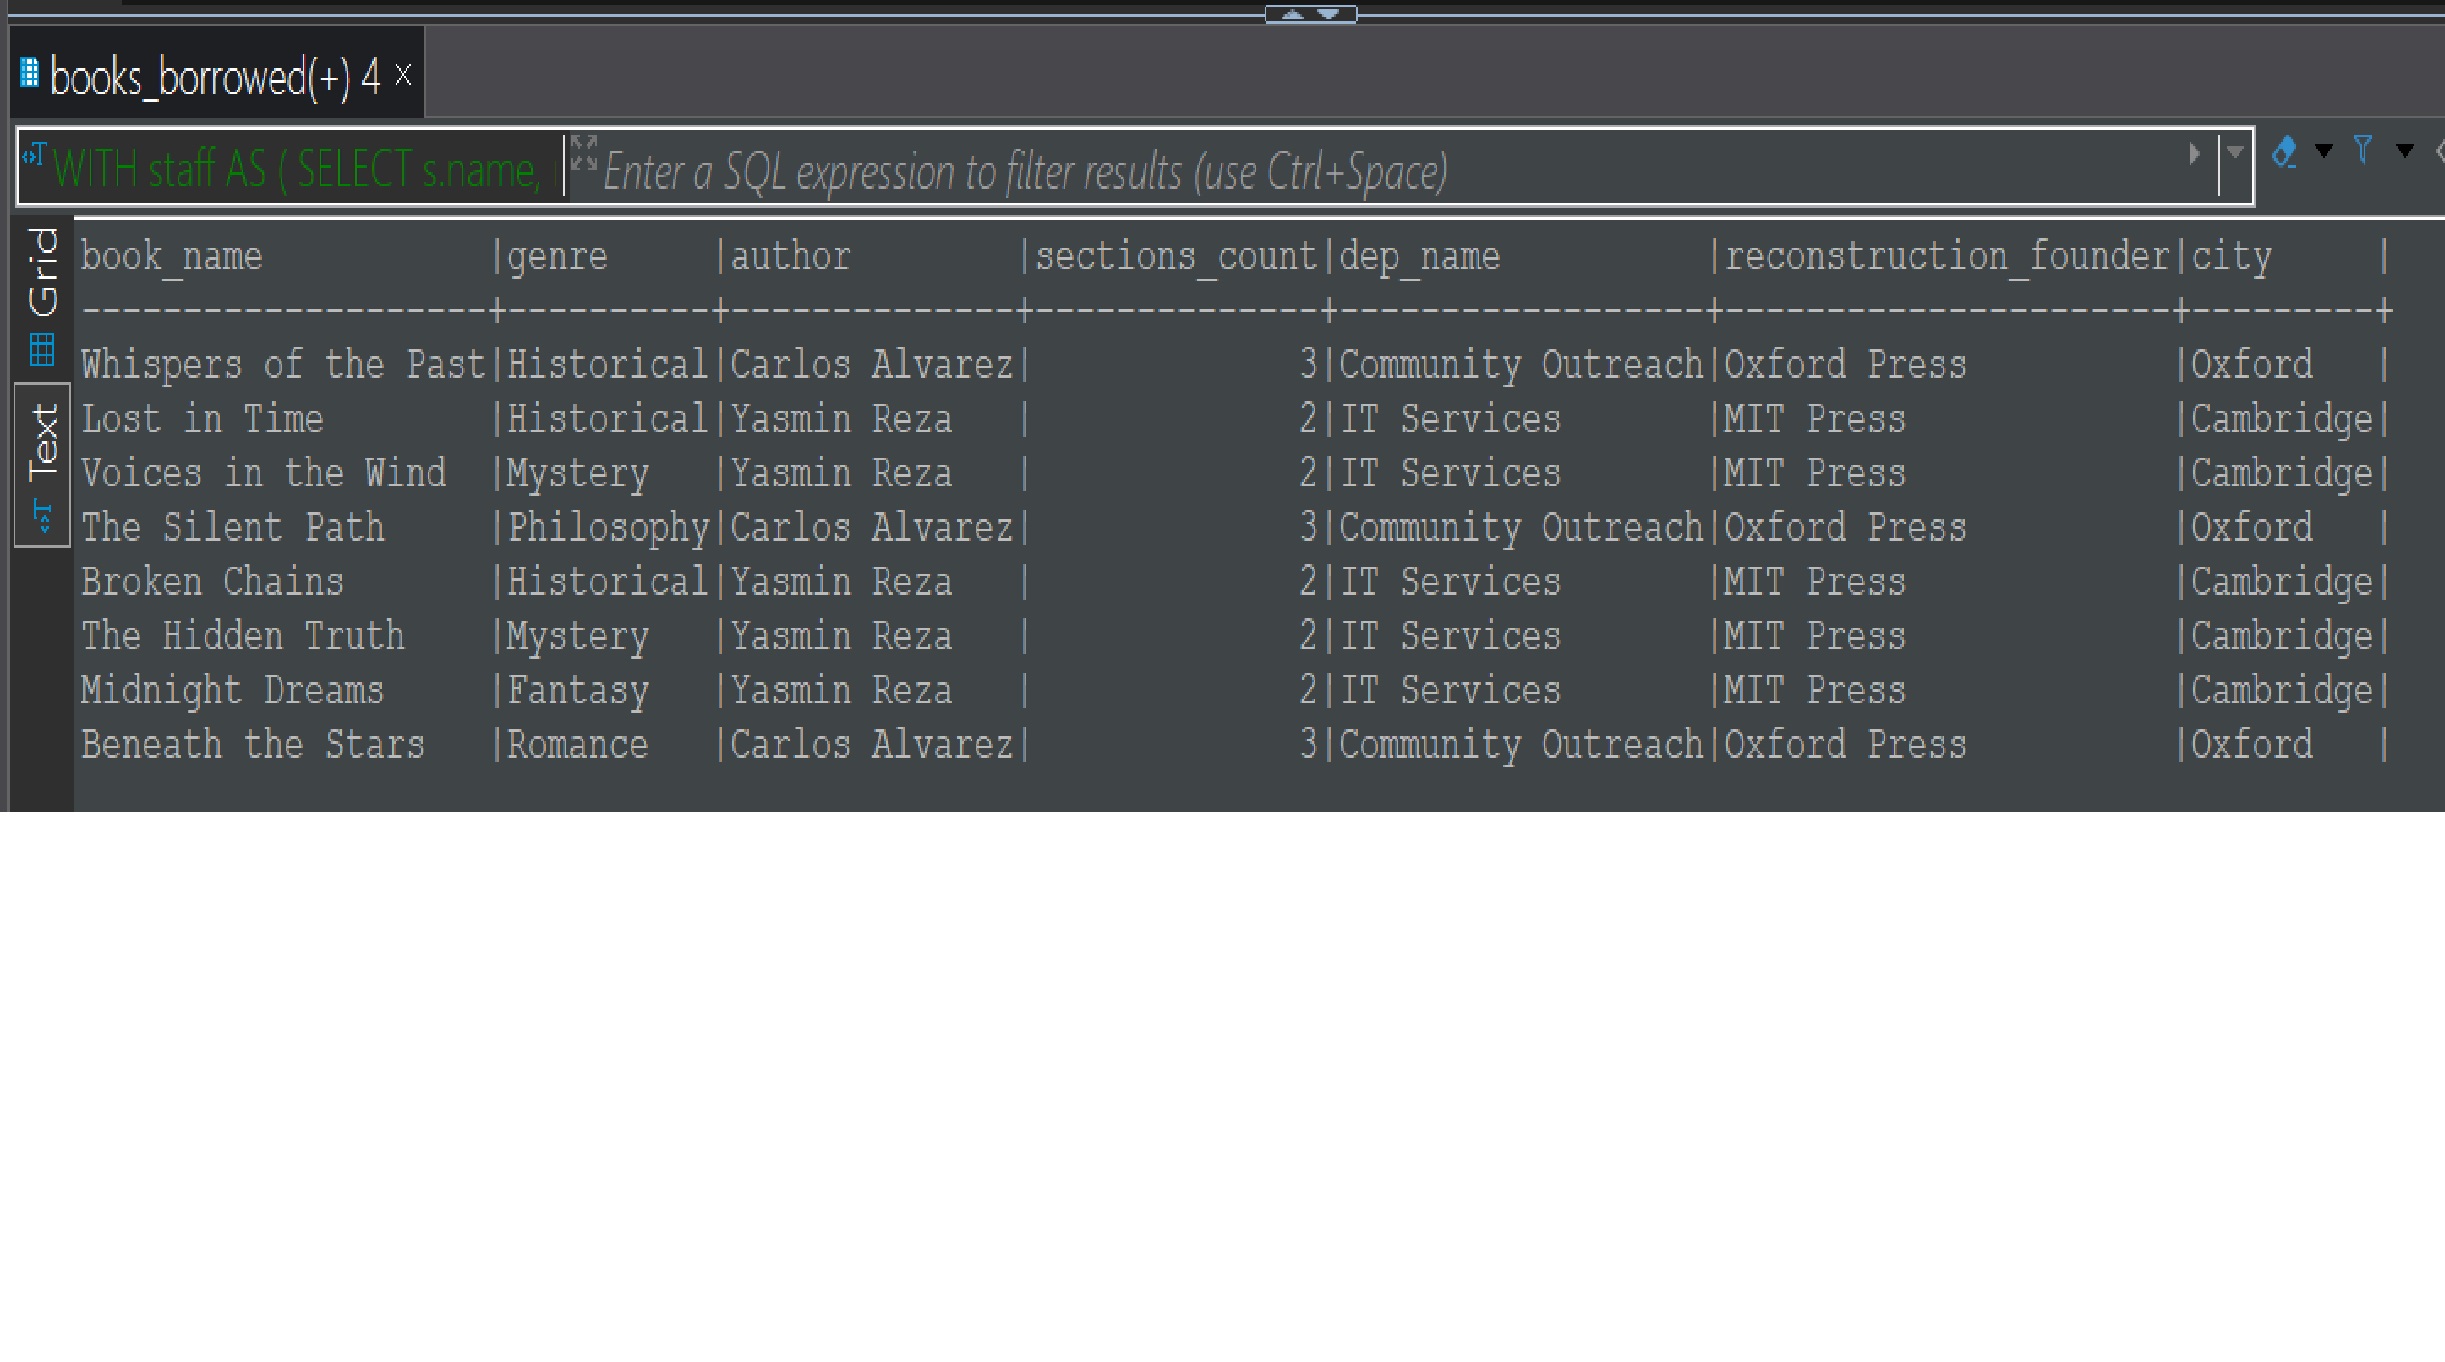 books_borrowed(+) 4 ×
WITH staff AS ( SELECT s.name, Enter a SQL expression to filter results (use Ctrl+Space)
Grid
Text
book_name |genre |author |sections_count|dep_name |reconstruction_founder|city |
--------------------+----------+--------------+--------------+------------------+----------------------+---------+
Whispers of the Past|Historical|Carlos Alvarez| 3|Community Outreach|Oxford Press |Oxford |
Lost in Time |Historical|Yasmin Reza | 2|IT Services |MIT Press |Cambridge|
Voices in the Wind |Mystery |Yasmin Reza | 2|IT Services |MIT Press |Cambridge|
The Silent Path |Philosophy|Carlos Alvarez| 3|Community Outreach|Oxford Press |Oxford |
Broken Chains |Historical|Yasmin Reza | 2|IT Services |MIT Press |Cambridge|
The Hidden Truth |Mystery |Yasmin Reza | 2|IT Services |MIT Press |Cambridge|
Midnight Dreams |Fantasy |Yasmin Reza | 2|IT Services |MIT Press |Cambridge|
Beneath the Stars |Romance |Carlos Alvarez| 3|Community Outreach|Oxford Press |Oxford |